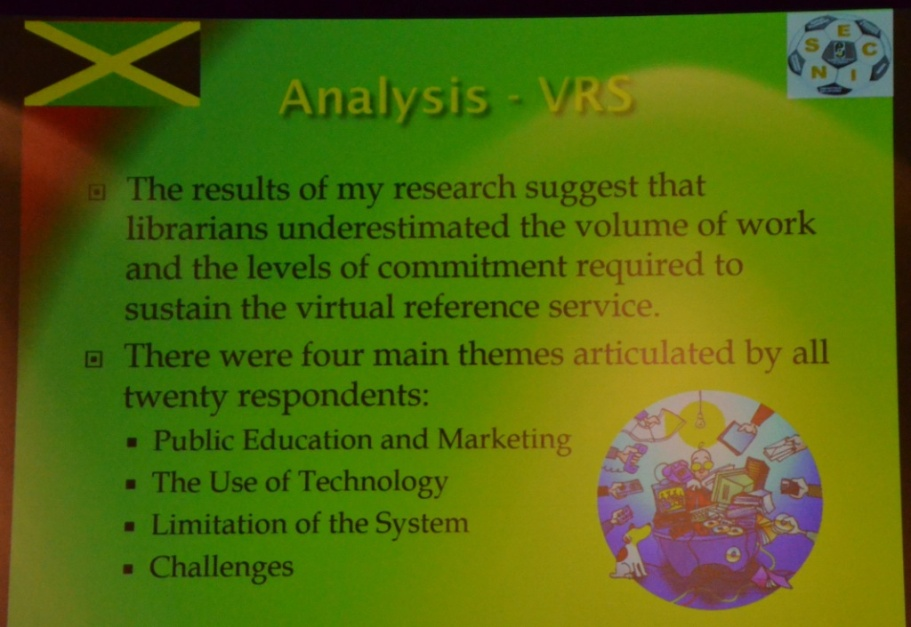 Analysis - VRS
S E C
N I
The results of my research suggest that
librarians underestimated the volume of work
and the levels of commitment required to
sustain the virtual reference service.
There were four main themes articulated by all
twenty respondents:
Public Education and Marketing
The Use of Technology
Limitation of the System
Challenges